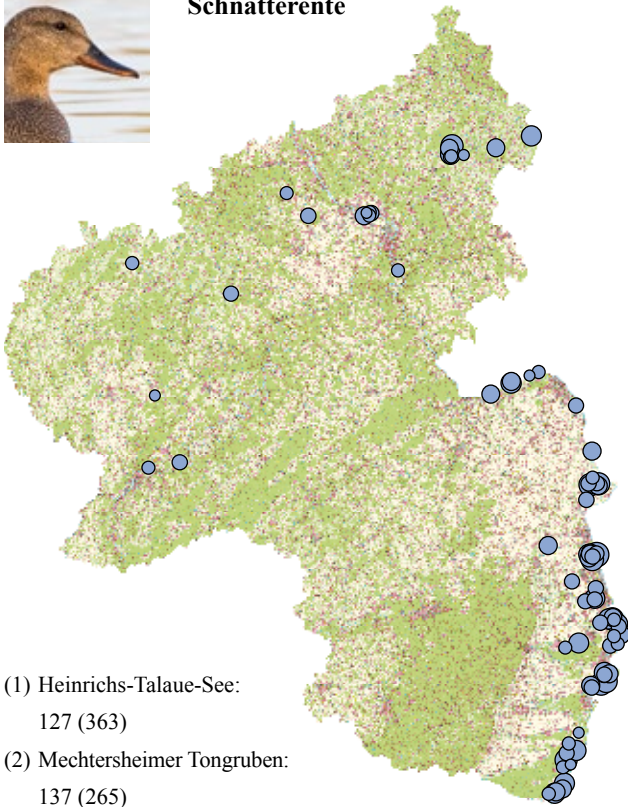 Schnatterente
(1) Heinrichs-Talaue-See:
127 (363)
(2) Mechtersheimer Tongruben:
137 (265)